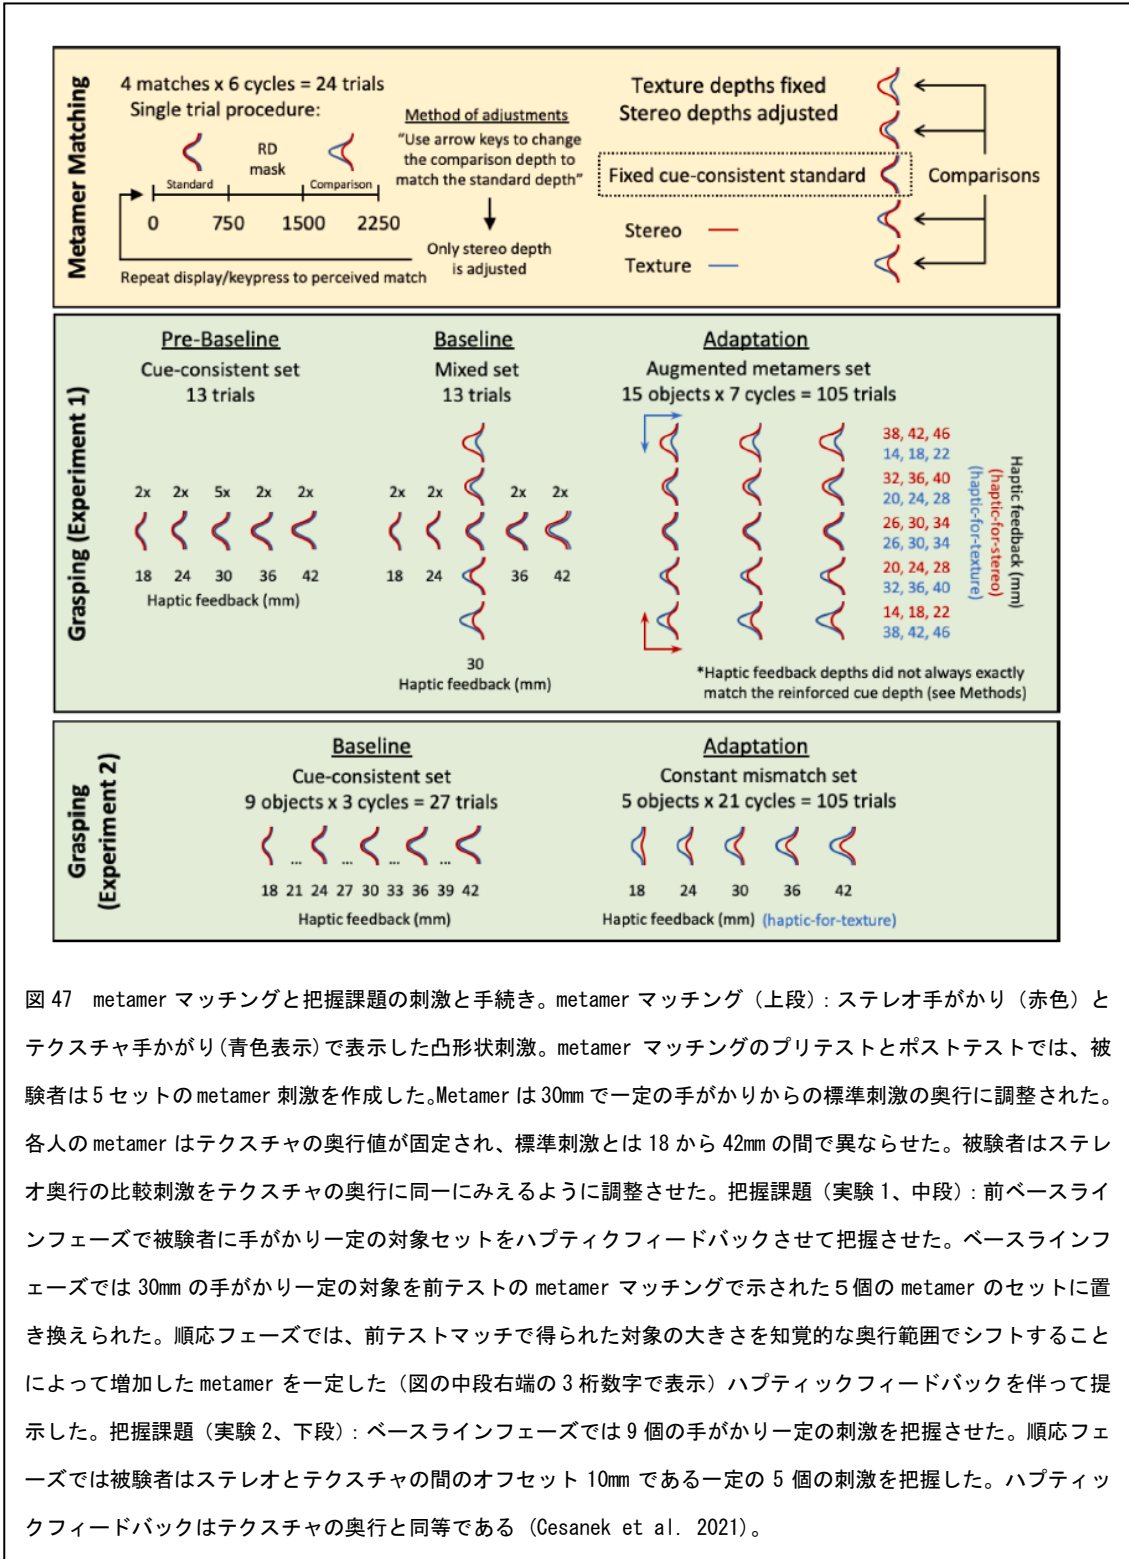 Metamer Matching
4 matches x 6 cycles = 24 trials
Single trial procedure:
Standard
RD
mask
Comparison
0 750 1500 2250
Repeat display/keypress to perceived match
Method of adjustments
“Use arrow keys to change
the comparison depth to
match the standard depth”
Only stereo depth
is adjusted
Texture depths fixed
Stereo depths adjusted
Fixed cue-consistent standard
Comparisons
Stereo
Texture
Grasping (Experiment 1)
Pre-Baseline
Cue-consistent set
13 trials
2x 2x 5x 2x 2x
18 24 30 36 42
Haptic feedback (mm)
Baseline
Mixed set
13 trials
2x 2x 2x 2x
18 24 36 42
30
Haptic feedback (mm)
Adaptation
Augmented metamers set
15 objects x 7 cycles = 105 trials
38, 42, 46
14, 18, 22
32, 36, 40
20, 24, 28
26, 30, 34
26, 30, 34
20, 24, 28
32, 36, 40
14, 18, 22
38, 42, 46
Haptic feedback (mm)
(haptic-for-stereo)
(haptic-for-texture)
*Haptic feedback depths did not always exactly
match the reinforced cue depth (see Methods)
Grasping
(Experiment 2)
Baseline
Cue-consistent set
9 objects x 3 cycles = 27 trials
... ... ... ...
18 21 24 27 30 33 36 39 42
Haptic feedback (mm)
Adaptation
Constant mismatch set
5 objects x 21 cycles = 105 trials
18 24 30 36 42
Haptic feedback (mm) (haptic-for-texture)
図 47 metamer マッチングと把握課題の刺激と手続き。metamer マッチング（上段）：ステレオ手がかり（赤色）と
テクスチャ手かがり(青色表示)で表示した凸形状刺激。metamer マッチングのプリテストとポストテストでは、被
験者は 5 セットの metamer 刺激を作成した。Metamer は 30mm で一定の手がかりからの標準刺激の奥行に調整された。
各人の metamer はテクスチャの奥行値が固定され、標準刺激とは 18 から 42mm の間で異ならせた。被験者はステレ
オ奥行の比較刺激をテクスチャの奥行に同一にみえるように調整させた。把握課題（実験 1、中段）：前ベースライ
ンフェーズで被験者に手がかり一定の対象セットをハプティクフィードバックさせて把握させた。ベースラインフ
ェーズでは 30mm の手がかり一定の対象を前テストの metamer マッチングで示された５個の metamer のセットに置
き換えられた。順応フェーズでは、前テストマッチで得られた対象の大きさを知覚的な奥行範囲でシフトすること
によって増加した metamer を一定した（図の中段右端の 3 桁数字で表示）ハプティックフィードバックを伴って提
示した。把握課題（実験 2、下段）：ベースラインフェーズでは 9 個の手がかり一定の刺激を把握させた。順応フェ
ーズでは被験者はステレオとテクスチャの間のオフセット 10mm である一定の 5 個の刺激を把握した。ハプティッ
クフィードバックはテクスチャの奥行と同等である (Cesanek et al. 2021)。